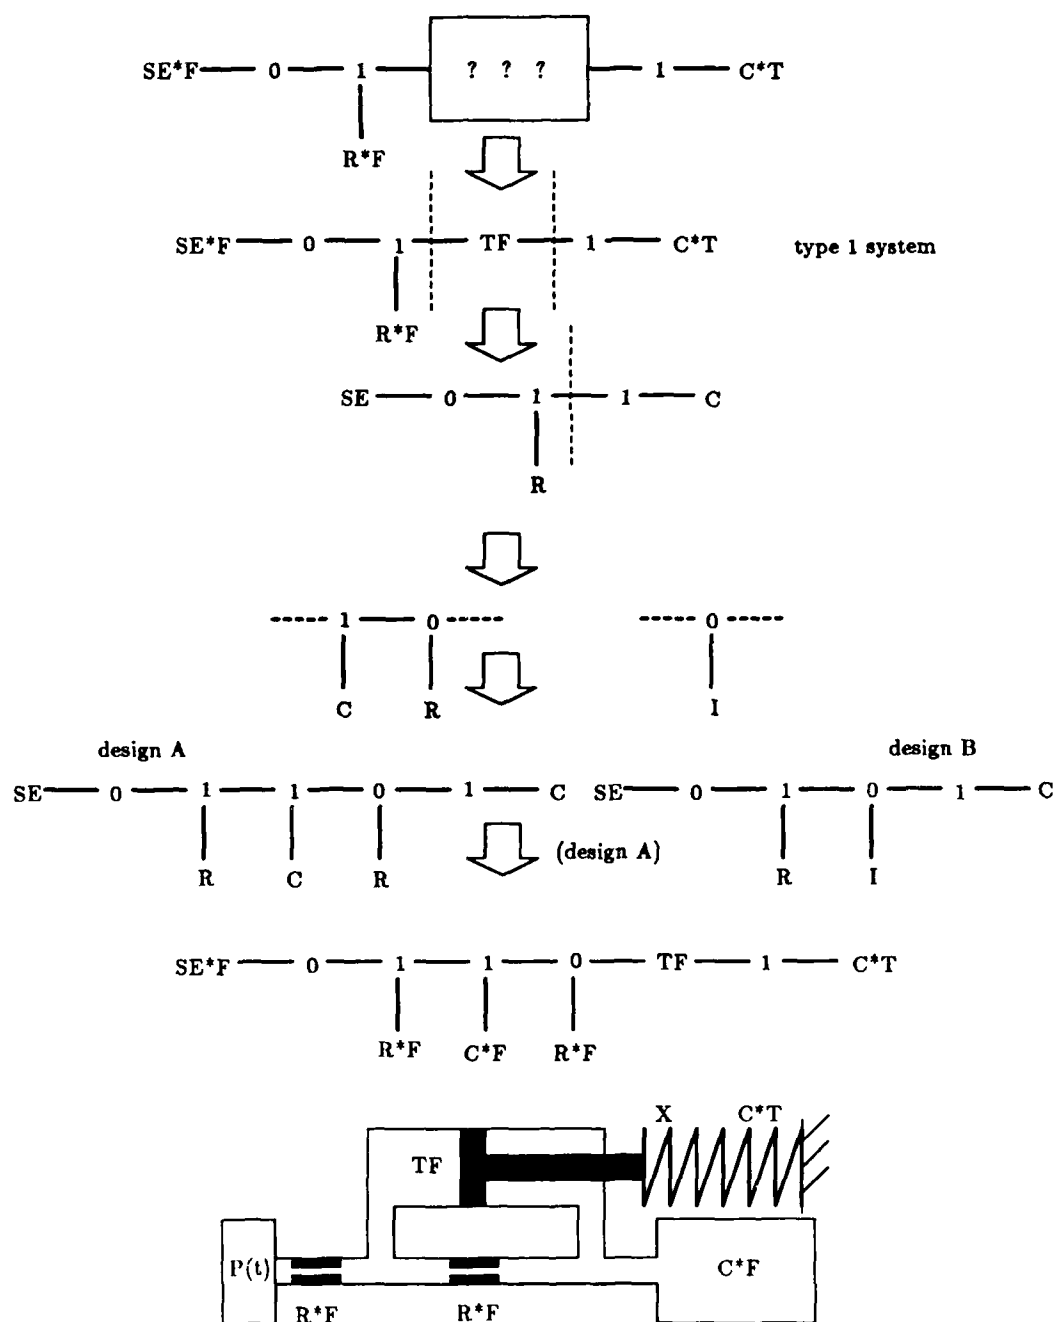 SE*F 0 1 ? ? ? 1 C*T
R*F
SE*F 0 1 TF 1 C*T type 1 system
R*F
SE 0 1 1 C
R
1 0 0
C R I
design A design B
SE 0 1 1 0 1 C SE 0 1 0 1 C
(design A)
R C R R I
SE*F 0 1 1 0 TF 1 C*T
R*F C*F R*F
X C*T
TF
P(t) C*F
R*F R*F